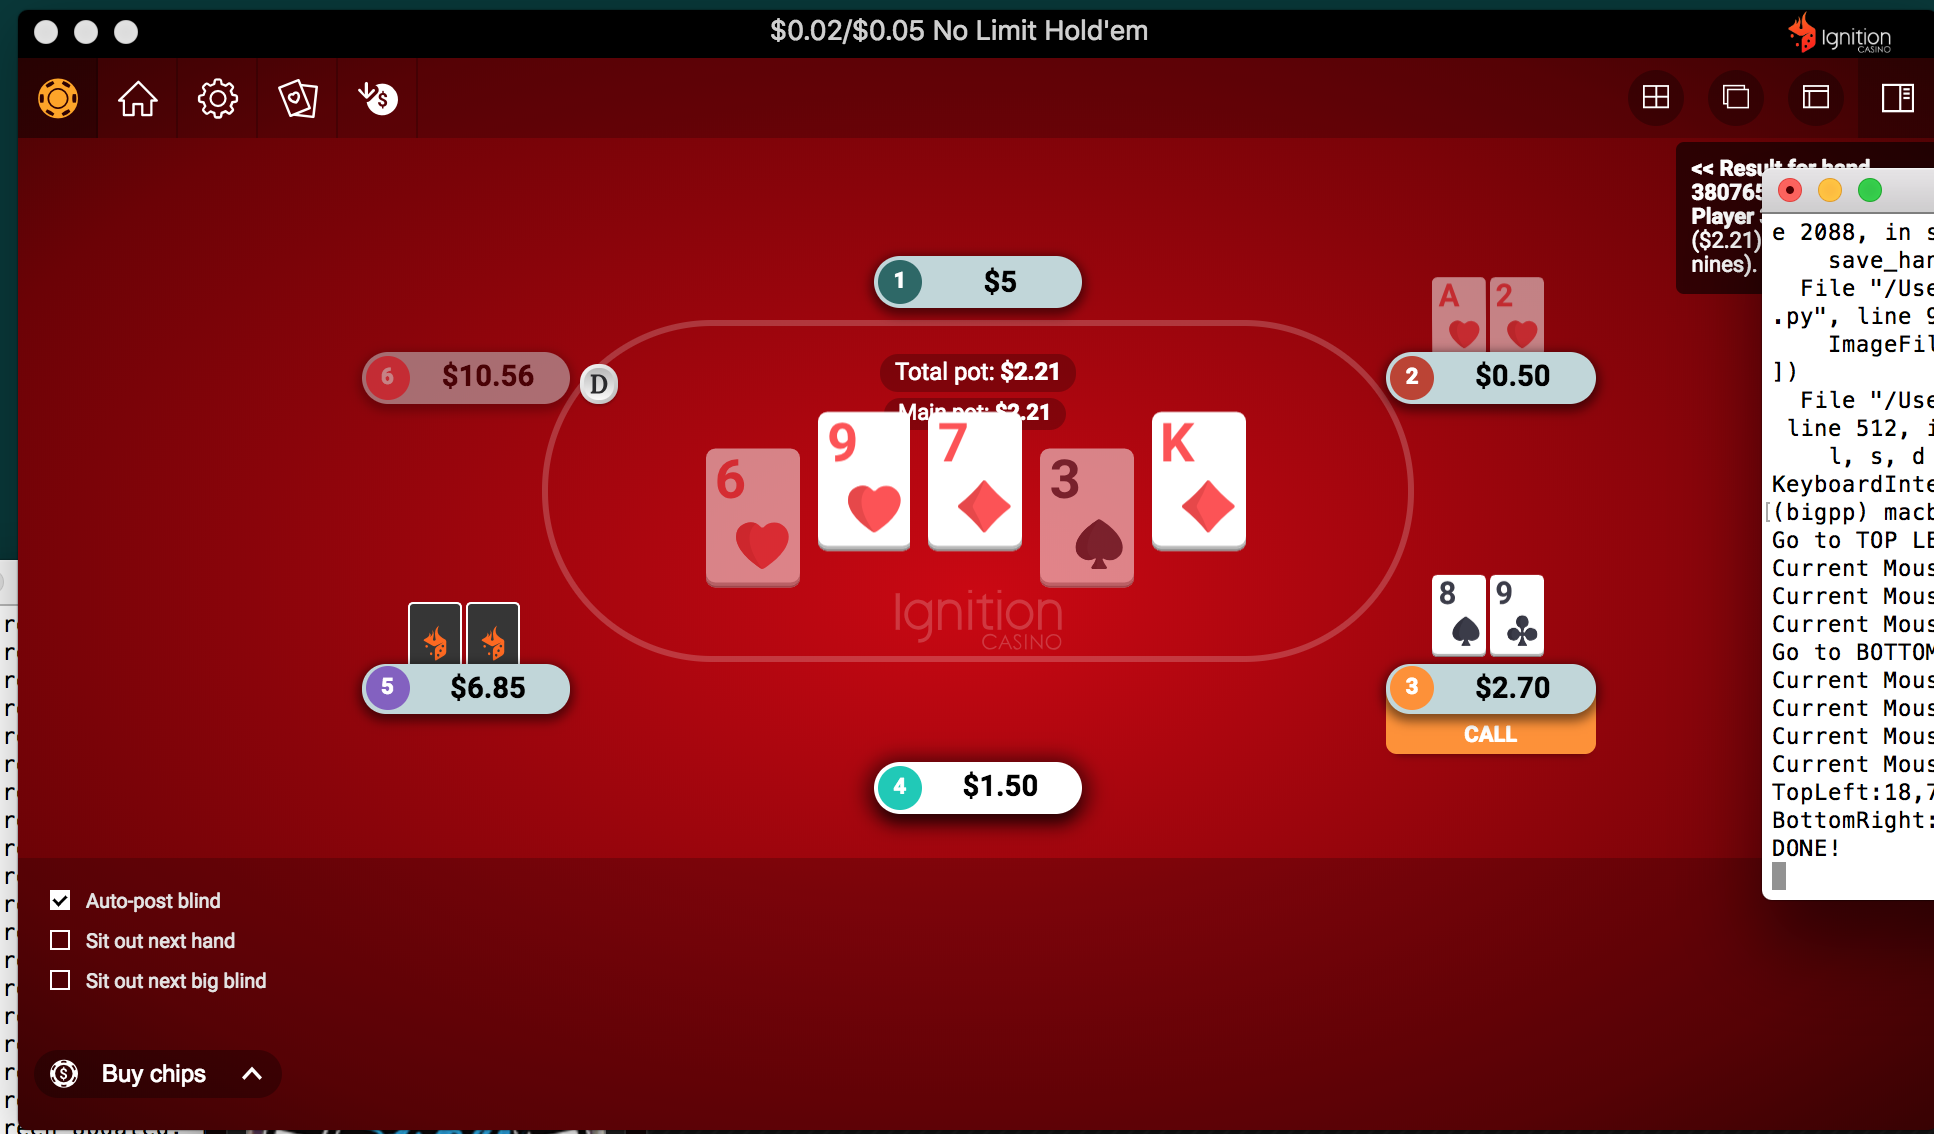 $0.02/$0.05 No Limit Hold'em
Ignition
CASINO
<< Result for hand
380765
Player
($2.21)
nines).
1 $5
A 2
6 $10.56
D
Total pot: $2.21
2 $0.50
Main pot: $2.21
6 9 7 3 K
Ignition
CASINO
8 9
5 $6.85
3 $2.70
CALL
4 $1.50
Auto-post blind
Sit out next hand
Sit out next big blind
$ Buy chips
e 2088, in s
save_har
File "/Use
.py", line 9
ImageFil
])
File "/Use
line 512, i
l, s, d
KeyboardInte
(bigpp) macb
Go to TOP LE
Current Mous
Current Mous
Current Mous
Go to BOTTOM
Current Mous
Current Mous
Current Mous
Current Mous
TopLeft:18,7
BottomRight:
DONE!